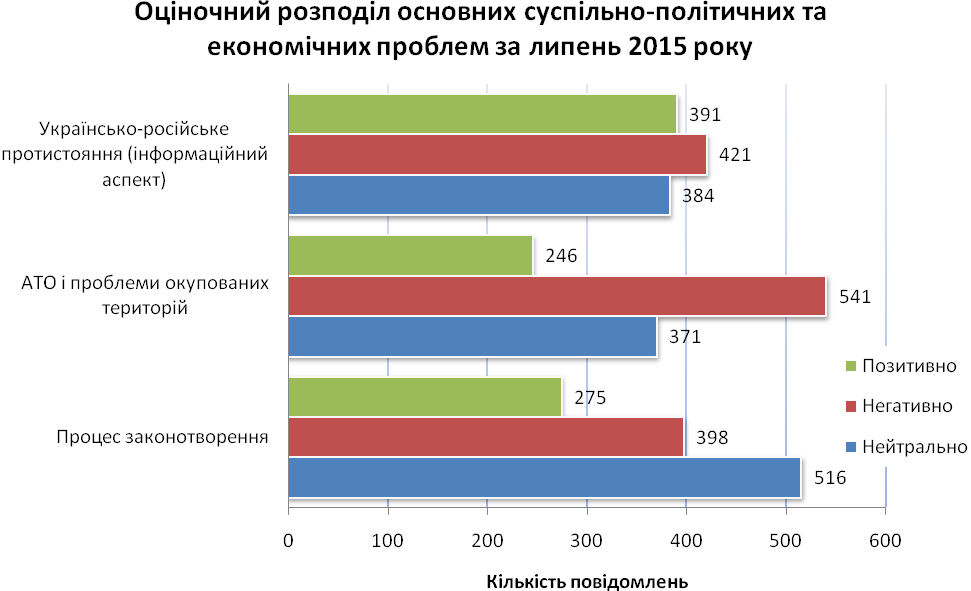 Оціночний розподіл основних суспільно-політичних та
економічних проблем за липень 2015 року
Українсько-російське
протистояння (інформаційний
аспект)
391
421
384
АТО і проблеми окупованих
територій
246
541
371
Процес законотворення
275
398
516
Позитивно
Негативно
Нейтрально
0 100 200 300 400 500 600
Кількість повідомлень